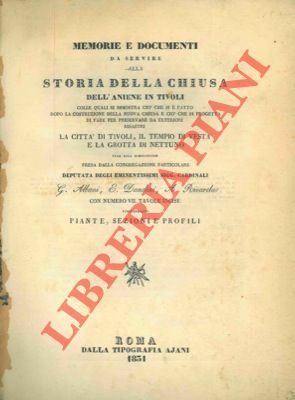 MEMORIE E DOCUMENTI
DA SERVIRE
ALLA
STORIA DELLA CHIUSA
DELL'ANIENE IN TIVOLI
COLLE QUALI SI DIMOSTRA CIO' CHE SI E FATTO
DOPO LA COSTRUZIONE DELLA NUOVA CHIUSA E CIO' CHE SI PROGETTA
DI FARE PER PRESERVARE DA ULTERIORE
DISASTRO
LA CITTA' DI TIVOLI, IL TEMPIO DI VESTA
E LA GROTTA DI NETTUNO
PRESA DALLA CONGREGAZIONE PARTICOLARE
DEPUTATA DEGLI EMINENTISSIMI SIGG. CARDINALI
G. Albani, E. A. Rivarola
CON NUMERO VII. TAVOLE INCISE
PIANTE, SEZIONI E PROFILI
ROMA
DALLA TIPOGRAFIA AJANI
1831
LIBRERIA PIANI